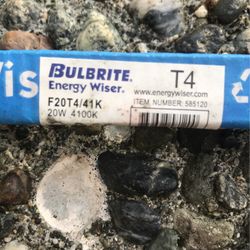 is
BULBRITE.
Energy Wiser.
T4
www.energywiser.com
F20T4/41K
ITEM NUMBER: 585120
20W 4100K